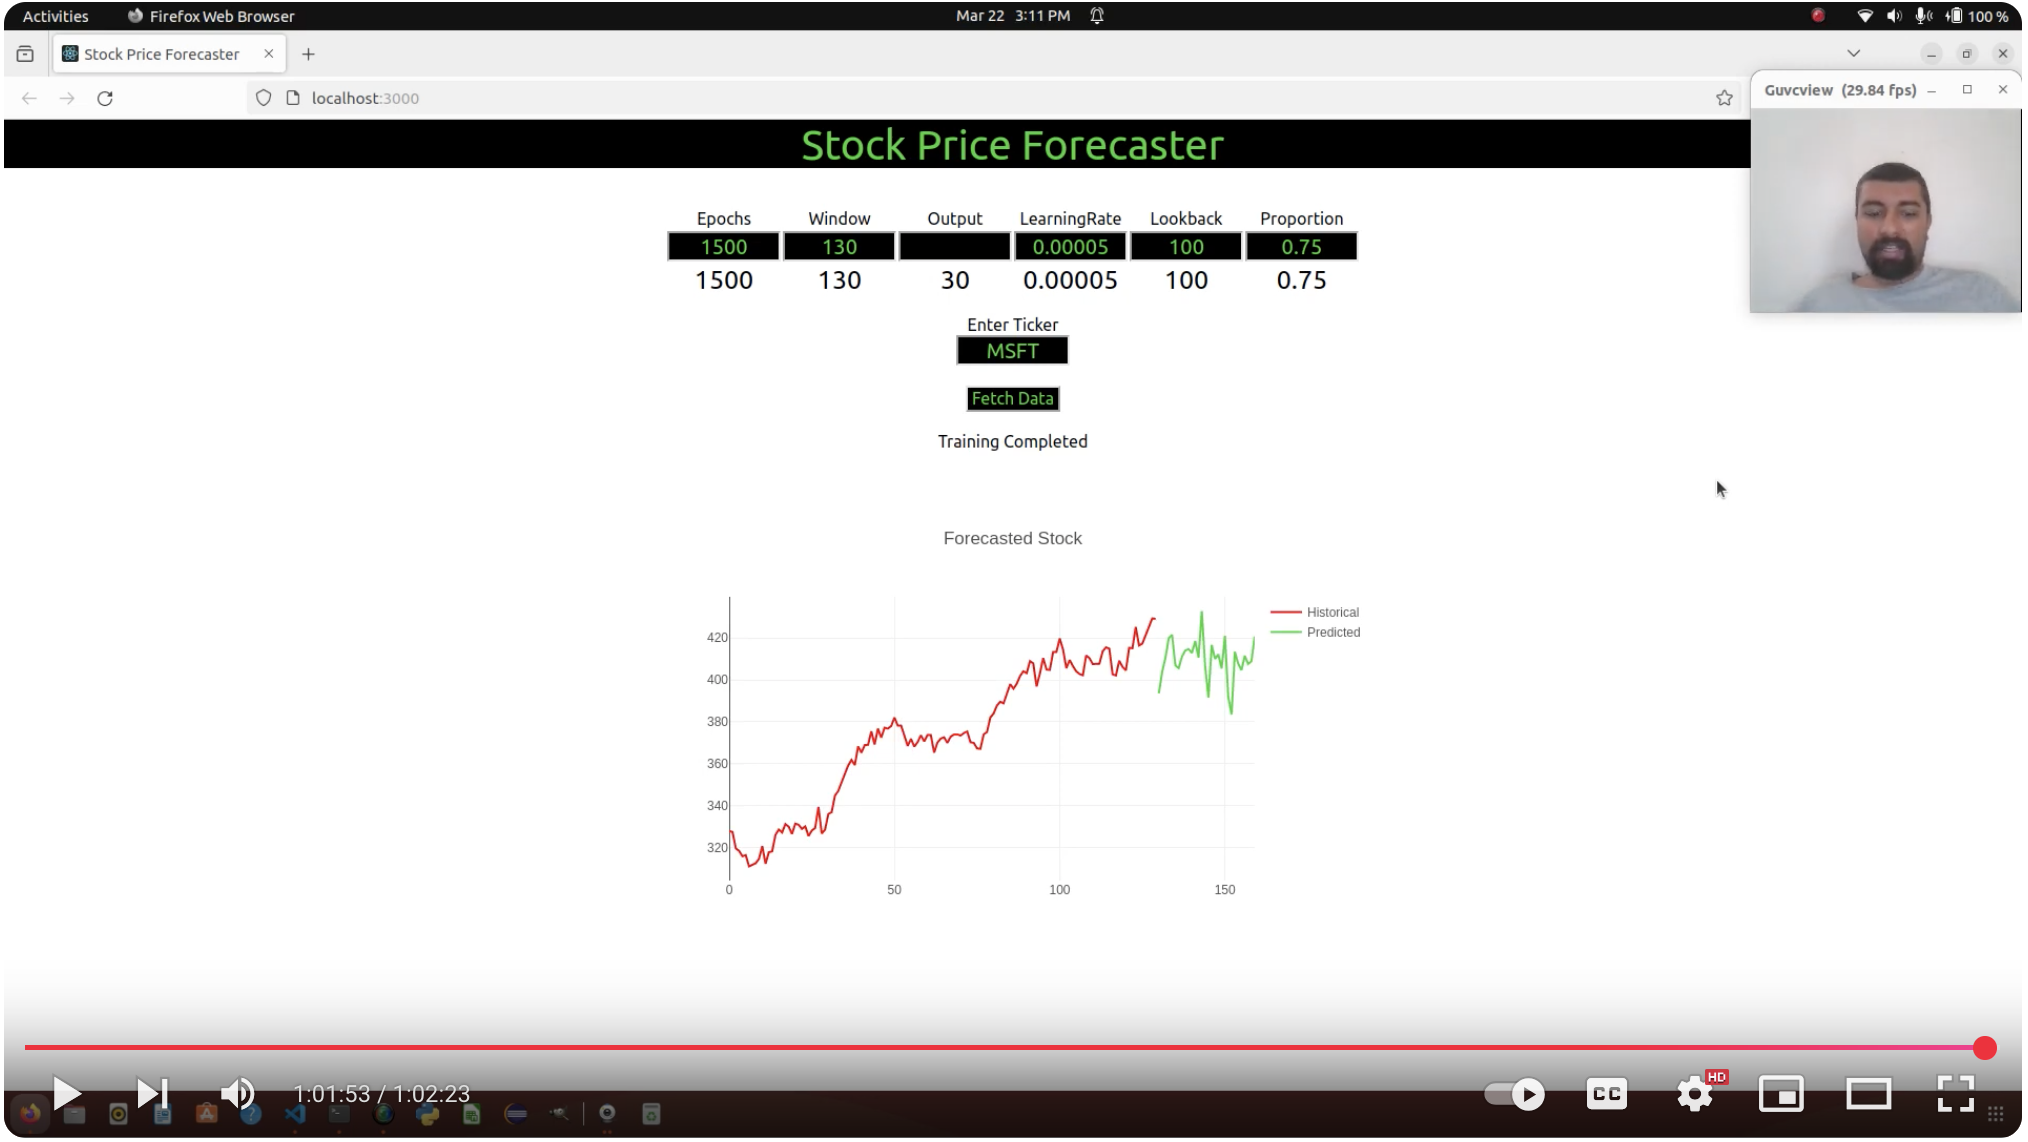 Activities Firefox Web Browser Mar 22 3:11 PM 100 %
Stock Price Forecaster
localhost:3000
Guvcview (29.84 fps)
Stock Price Forecaster
Epochs Window Output LearningRate Lookback Proportion
1500 130 0.00005 100 0.75
1500 130 30 0.00005 100 0.75
Enter Ticker
MSFT
Fetch Data
Training Completed
Forecasted Stock
Historical
Predicted
420
400
380
360
340
320
0 50 100 150
1:01:53 / 1:02:23
CC
HD